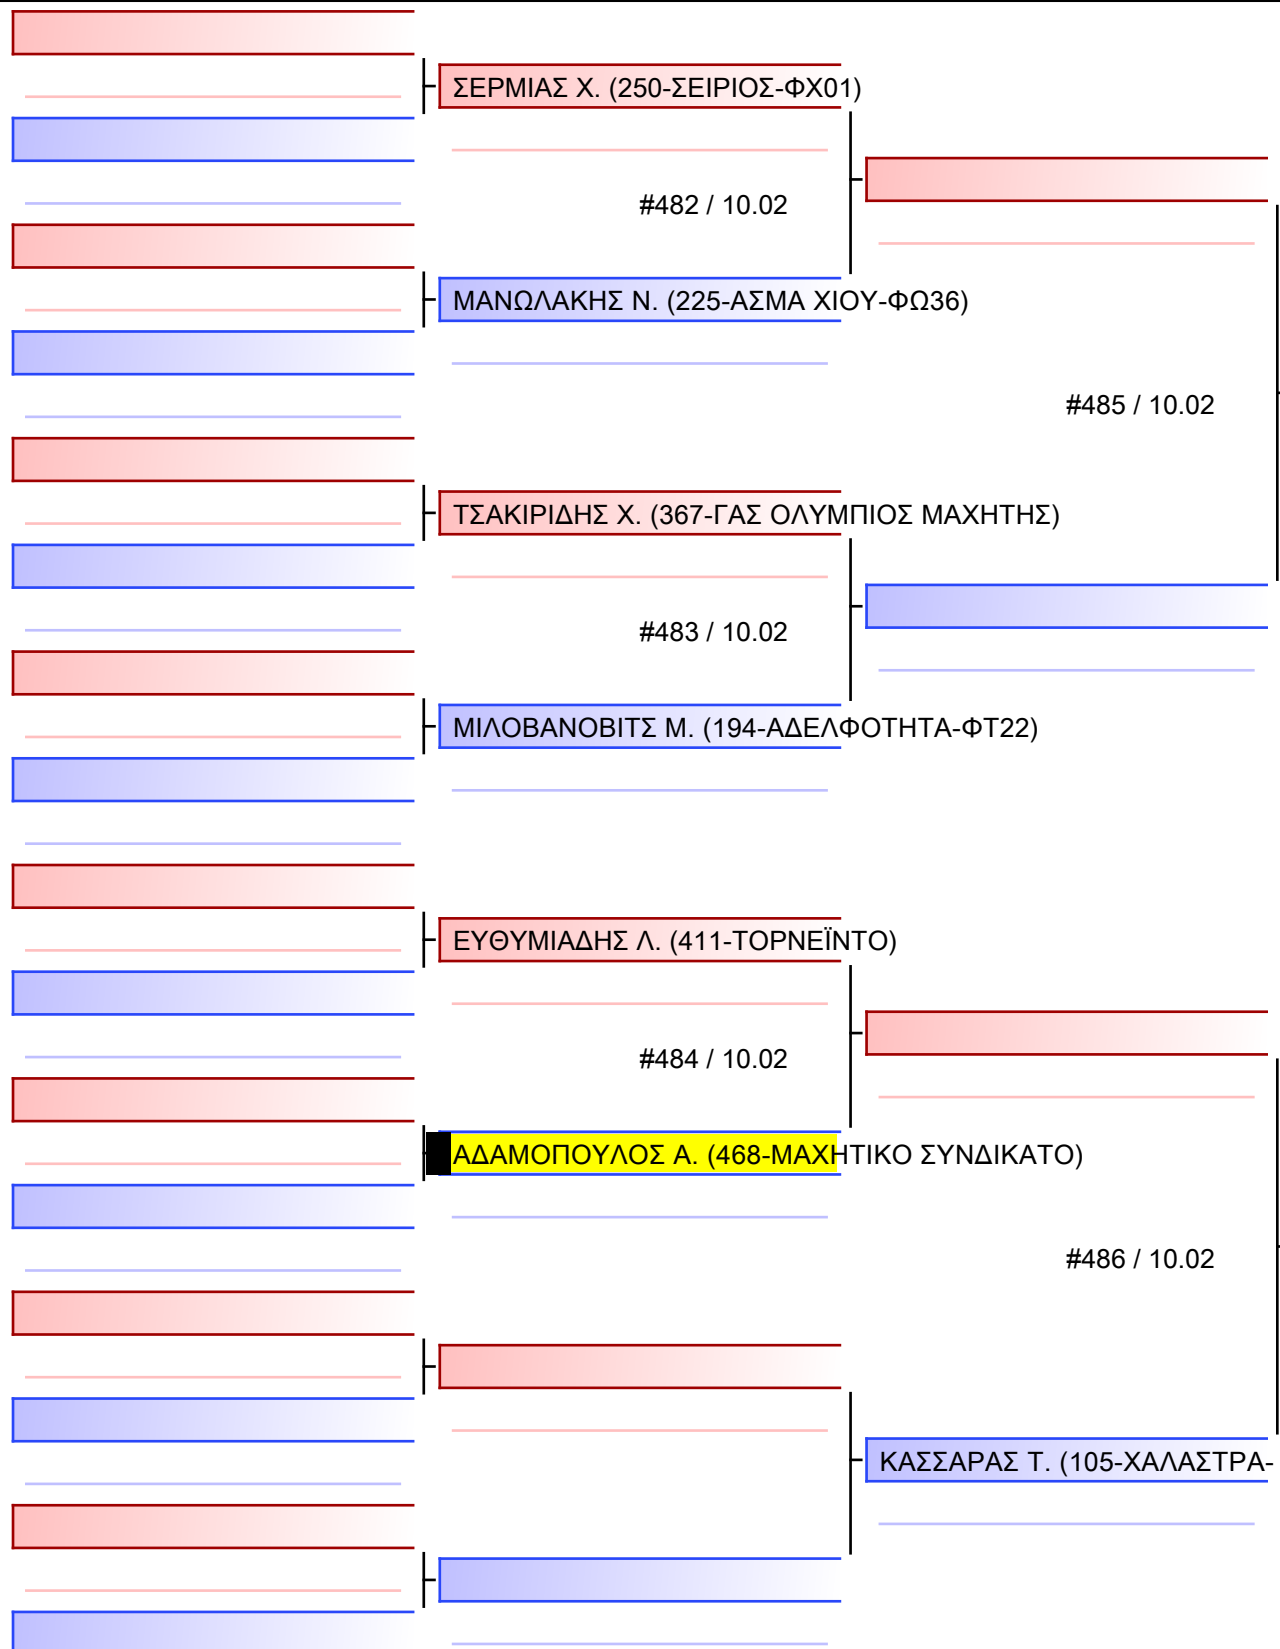 ΣΕΡΜΙΑΣ Χ. (250-ΣΕΙΡΙΟΣ-ΦΧ01)
#482 / 10.02
ΜΑΝΩΛΑΚΗΣ Ν. (225-ΑΣΜΑ ΧΙΟΥ-ΦΩ36)
#485 / 10.02
ΤΣΑΚΙΡΙΔΗΣ Χ. (367-ΓΑΣ ΟΛΥΜΠΙΟΣ ΜΑΧΗΤΗΣ)
#483 / 10.02
ΜΙΛΟΒΑΝΟΒΙΤΣ Μ. (194-ΑΔΕΛΦΟΤΗΤΑ-ΦΤ22)
ΕΥΘΥΜΙΑΔΗΣ Λ. (411-ΤΟΡΝΕΪΝΤΟ)
#484 / 10.02
ΑΔΑΜΟΠΟΥΛΟΣ Α. (468-ΜΑΧΗΤΙΚΟ ΣΥΝΔΙΚΑΤΟ)
#486 / 10.02
ΚΑΣΣΑΡΑΣ Τ. (105-ΧΑΛΑΣΤΡΑ-